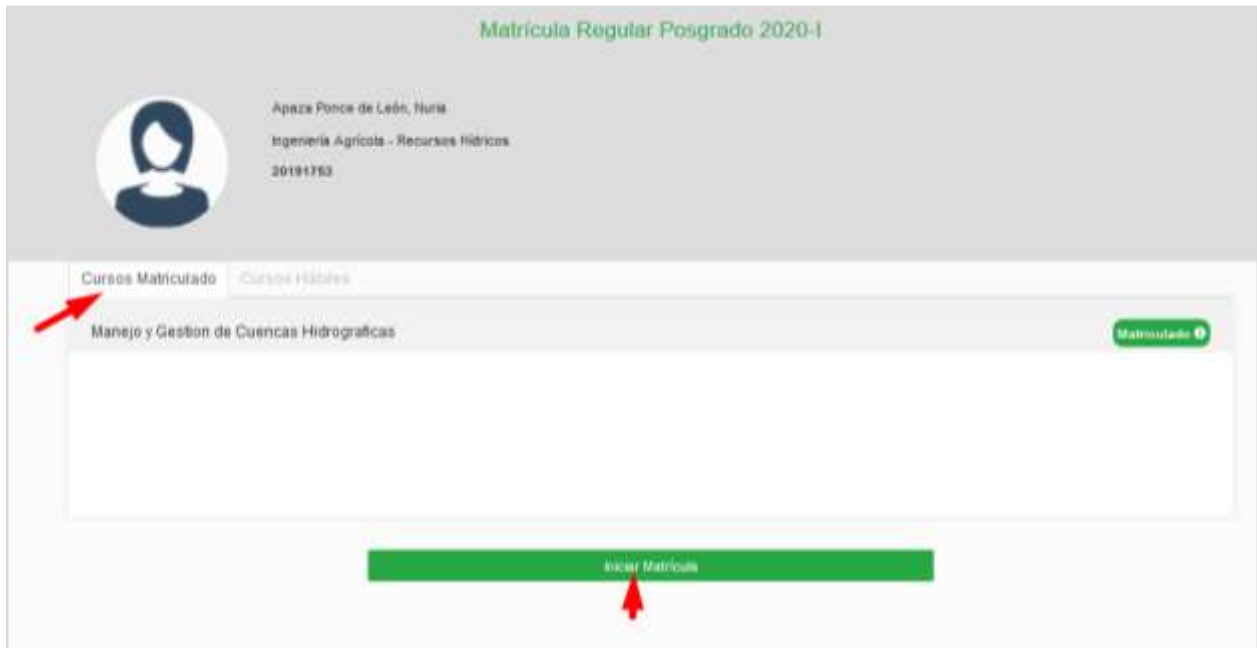 Matrícula Regular Posgrado 2020-I
Apaza Ponce de León, Nuria
Ingeniería Agrícola - Recursos Hídricos
20191753
Cursos Matriculado Cursos Hábiles
Manejo y Gestion de Cuencas Hidrograficas Matriculado
Iniciar Matrícula